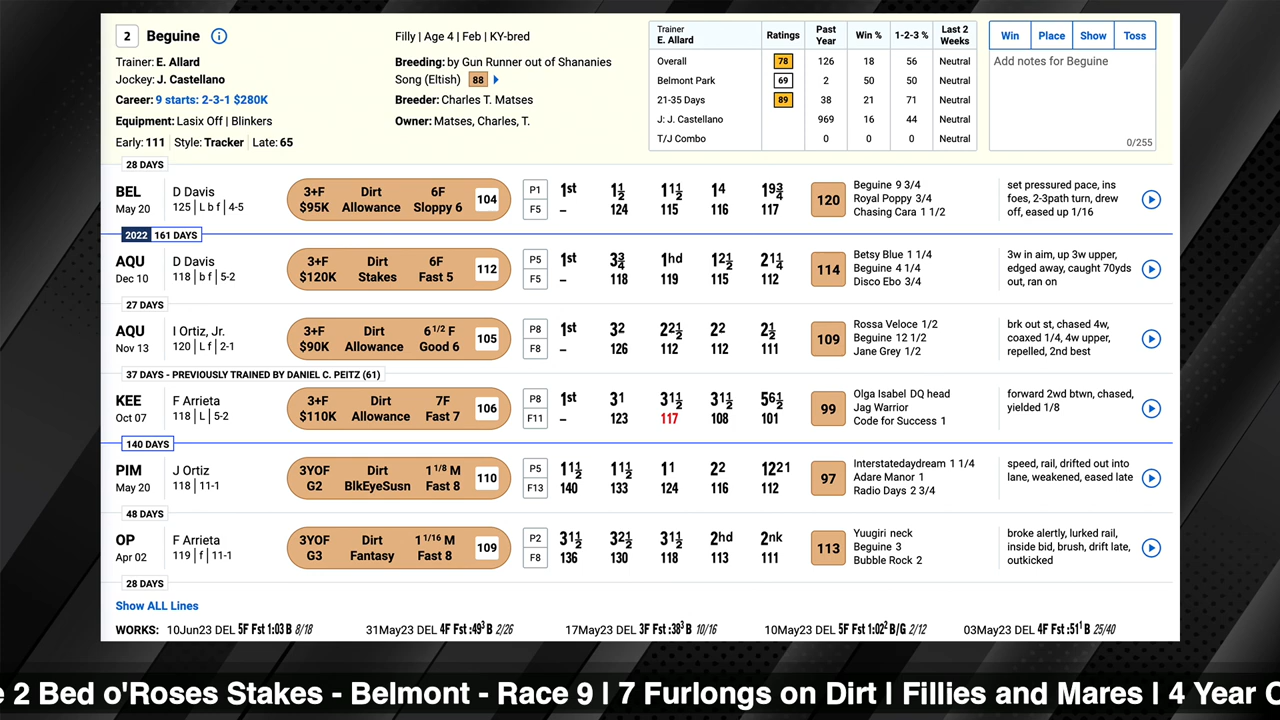 2 Beguine
Trainer: E. Allard
Jockey: J. Castellano
Career: 9 starts: 2-3-1 $280K
Equipment: Lasix Off | Blinkers
Early: 111 | Style: Tracker | Late: 65
Filly | Age 4 | Feb | KY-bred
Breeding: by Gun Runner out of Shananies
Song (Eltish) 88
Breeder: Charles T. Matses
Owner: Matses, Charles, T.
Trainer E. Allard Ratings Past Year Win % 1-2-3 % Last 2 Weeks
Overall 78 126 18 56 Neutral
Belmont Park 69 2 50 50 Neutral
21-35 Days 89 38 21 71 Neutral
J: J. Castellano 969 16 44 Neutral
T/J Combo 0 0 0 Neutral
Win Place Show Toss
Add notes for Beguine
0/255
28 DAYS
BEL D Davis 3+F Dirt 6F 104 P1 1st 1½ 11½ 14 19¾ 120 Beguine 9 3/4 set pressured pace, ins
May 20 125 | L b f | 4-5 $95K Allowance Sloppy 6 F5 – 124 115 116 117 Royal Poppy 3/4 foes, 2-3path turn, drew
Chasing Cara 1 1/2 off, eased up 1/16
2022 161 DAYS
AQU D Davis 3+F Dirt 6F 112 P5 1st 3¾ 1hd 12½ 21¼ 114 Betsy Blue 1 1/4 3w in aim, up 3w upper,
Dec 10 118 | b f | 5-2 $120K Stakes Fast 5 F5 – 118 119 115 112 Beguine 4 1/4 edged away, caught 70yds
Disco Ebo 3/4 out, ran on
27 DAYS
AQU I Ortiz, Jr. 3+F Dirt 6 1/2 F 105 P8 1st 32 22½ 22 2½ 109 Rossa Veloce 1/2 brk out st, chased 4w,
Nov 13 120 | L f | 2-1 $90K Allowance Good 6 F8 – 126 112 112 111 Beguine 12 1/2 coaxed 1/4, 4w upper,
Jane Grey 1/2 repelled, 2nd best
37 DAYS - PREVIOUSLY TRAINED BY DANIEL C. PEITZ (61)
KEE F Arrieta 3+F Dirt 7F 106 P8 1st 31 31½ 31½ 56½ 99 Olga Isabel DQ head forward 2wd btwn, chased,
Oct 07 118 | L | 5-2 $110K Allowance Fast 7 F11 – 123 117 108 101 Jag Warrior yielded 1/8
Code for Success 1
140 DAYS
PIM J Ortiz 3YOF Dirt 1 1/8 M 110 P5 11½ 11½ 11 22 1221 97 Interstatedaydream 1 1/4 speed, rail, drifted out into
May 20 118 | 11-1 G2 BlkEyeSusn Fast 8 F13 140 133 124 116 112 Adare Manor 1 lane, weakened, eased late
Radio Days 2 3/4
48 DAYS
OP F Arrieta 3YOF Dirt 1 1/16 M 109 P2 31½ 32½ 31½ 2hd 2nk 113 Yuugiri neck broke alertly, lurked rail,
Apr 02 119 | f | 11-1 G3 Fantasy Fast 8 F8 136 130 118 113 111 Beguine 3 inside bid, brush, drift late,
Bubble Rock 2 outkicked
28 DAYS
Show ALL Lines
WORKS: 10Jun23 DEL 5F Fst 1:03 B 8/18 31May23 DEL 4F Fst :49³ B 2/26 17May23 DEL 3F Fst :38³ B 10/16 10May23 DEL 5F Fst 1:02² B/G 2/12 03May23 DEL 4F Fst :51¹ B 25/40
e 2 Bed o'Roses Stakes - Belmont - Race 9 | 7 Furlongs on Dirt | Fillies and Mares | 4 Year O